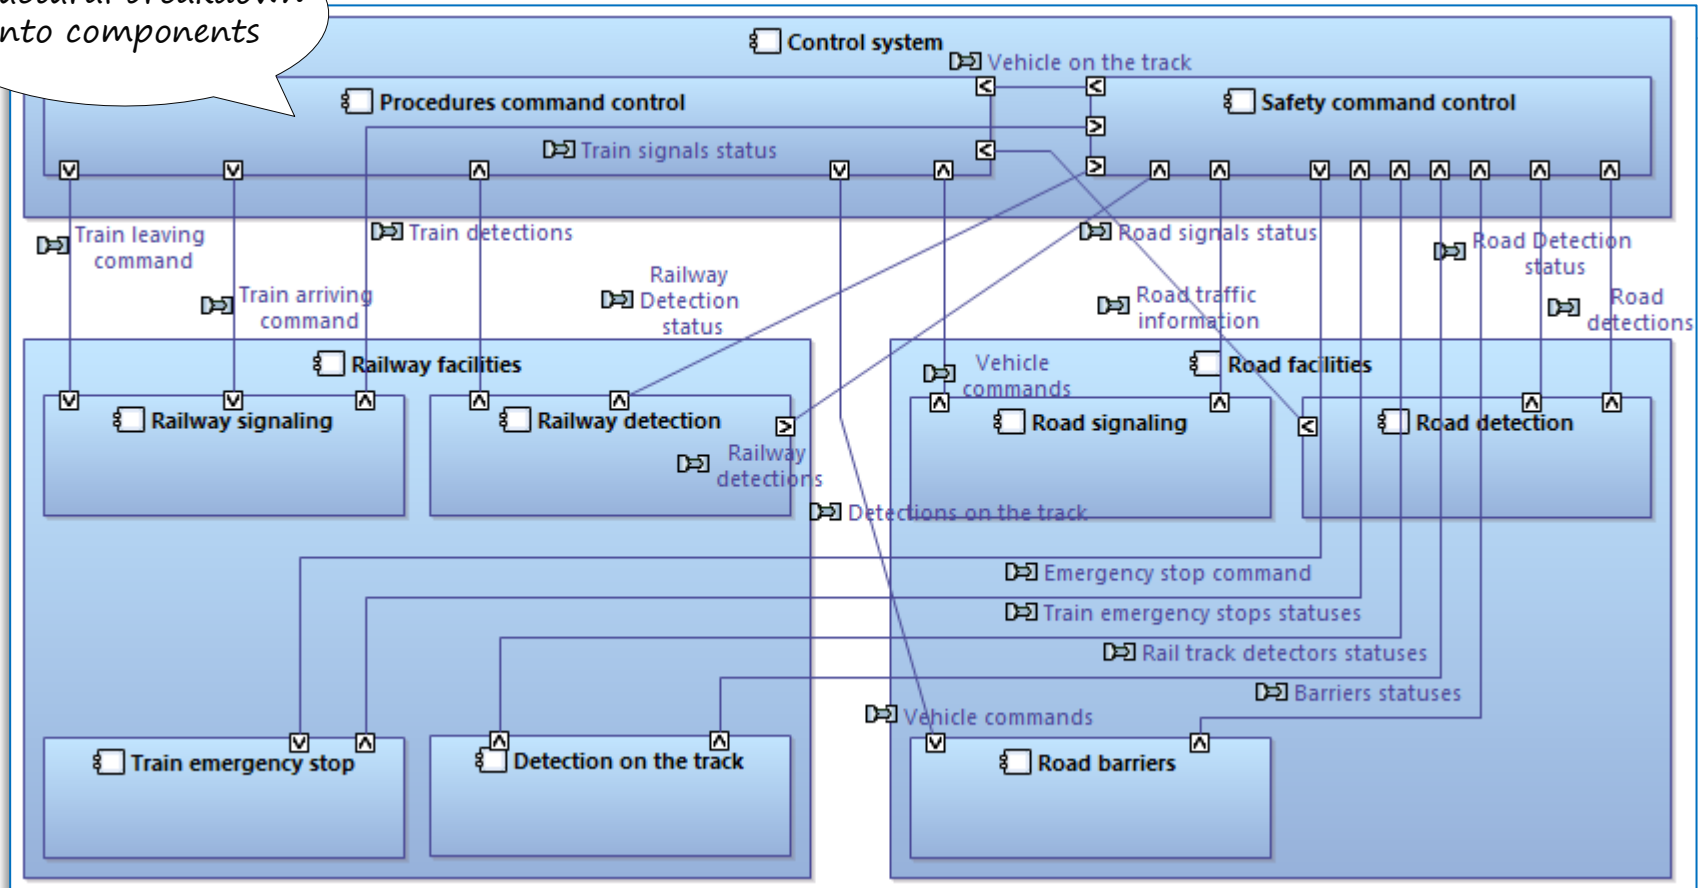 breakdown
into components
Control system
Vehicle on the track
Procedures command control
Safety command control
Train signals status
Train leaving
command
Train detections
Road signals status
Road Detection
status
Railway
Detection
status
Train arriving
command
Road traffic
information
Road
detections
Railway facilities
Vehicle
commands
Road facilities
Railway signaling
Railway detection
Road signaling
Road detection
Railway
detections
Detections on the track
Emergency stop command
Train emergency stops statuses
Rail track detectors statuses
Barriers statuses
Vehicle commands
Train emergency stop
Detection on the track
Road barriers